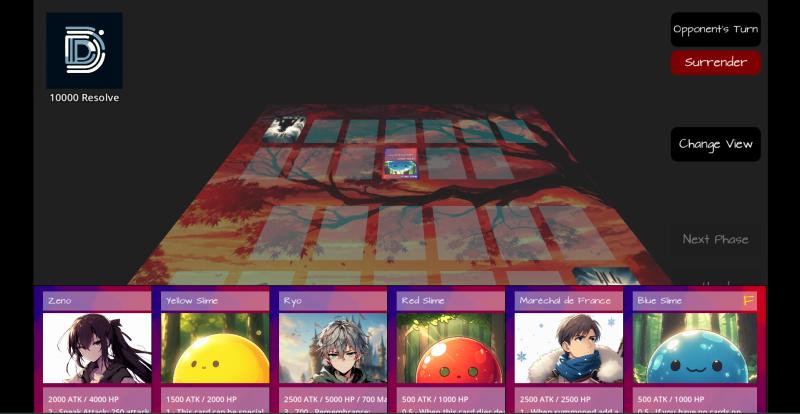 Opponent's Turn
Surrender
10000 Resolve
Change View
Next Phase
Zeno
Yellow Slime
Ryo
Red Slime
Maréchal de France
Blue Slime
F
2000 ATK / 4000 HP
1500 ATK / 2000 HP
2500 ATK / 5000 HP / 700 Ma
500 ATK / 1000 HP
2500 ATK / 2500 HP
500 ATK / 1000 HP
2 - Sneak Attack: 250 attack
1 - This card can be special
3 - 700 - Remembrance:
0.5 - When this card dies de
1 - When summoned add a
0.5 - If you have no cards on